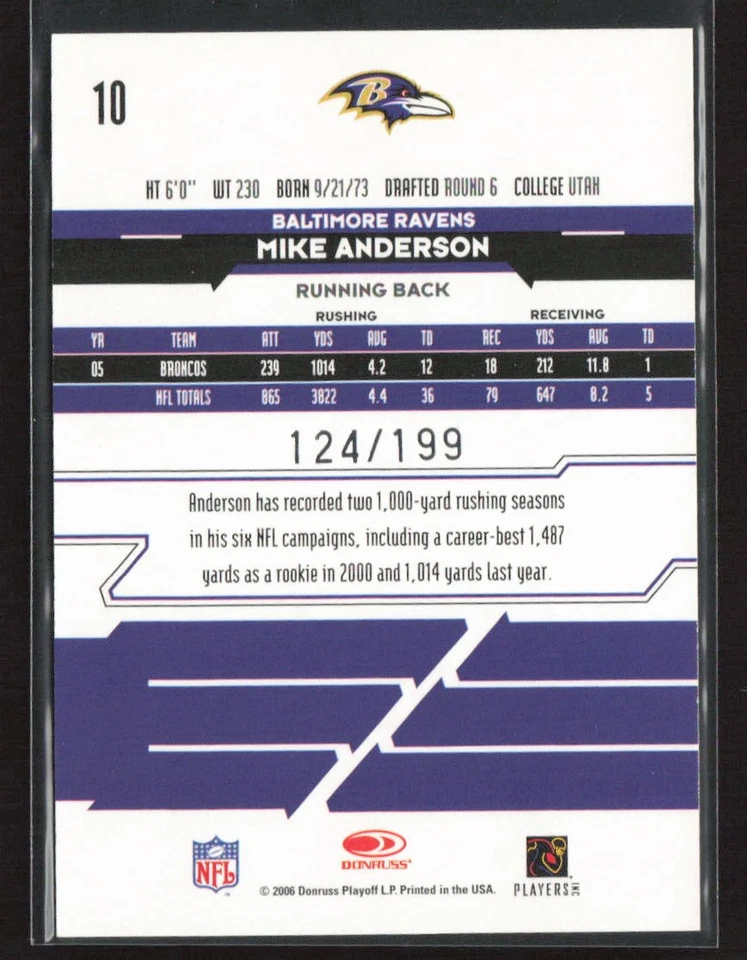 10
B
HT 6'0" WT 230 BORN 9/21/73 DRAFTED ROUND 6 COLLEGE UTAH
BALTIMORE RAVENS
MIKE ANDERSON
RUNNING BACK
RUSHING RECEIVING
YR TEAM ATT YDS AVG TD REC YDS AVG TD
05 BRONCOS 239 1014 4.2 12 18 212 11.8 1
NFL TOTALS 865 3822 4.4 36 79 647 8.2 5
124/199
Anderson has recorded two 1,000-yard rushing seasons
in his six NFL campaigns, including a career-best 1,487
yards as a rookie in 2000 and 1,014 yards last year.
NFL
DONRUSS
© 2006 Donruss Playoff L.P. Printed in the USA.
PLAYERS INC